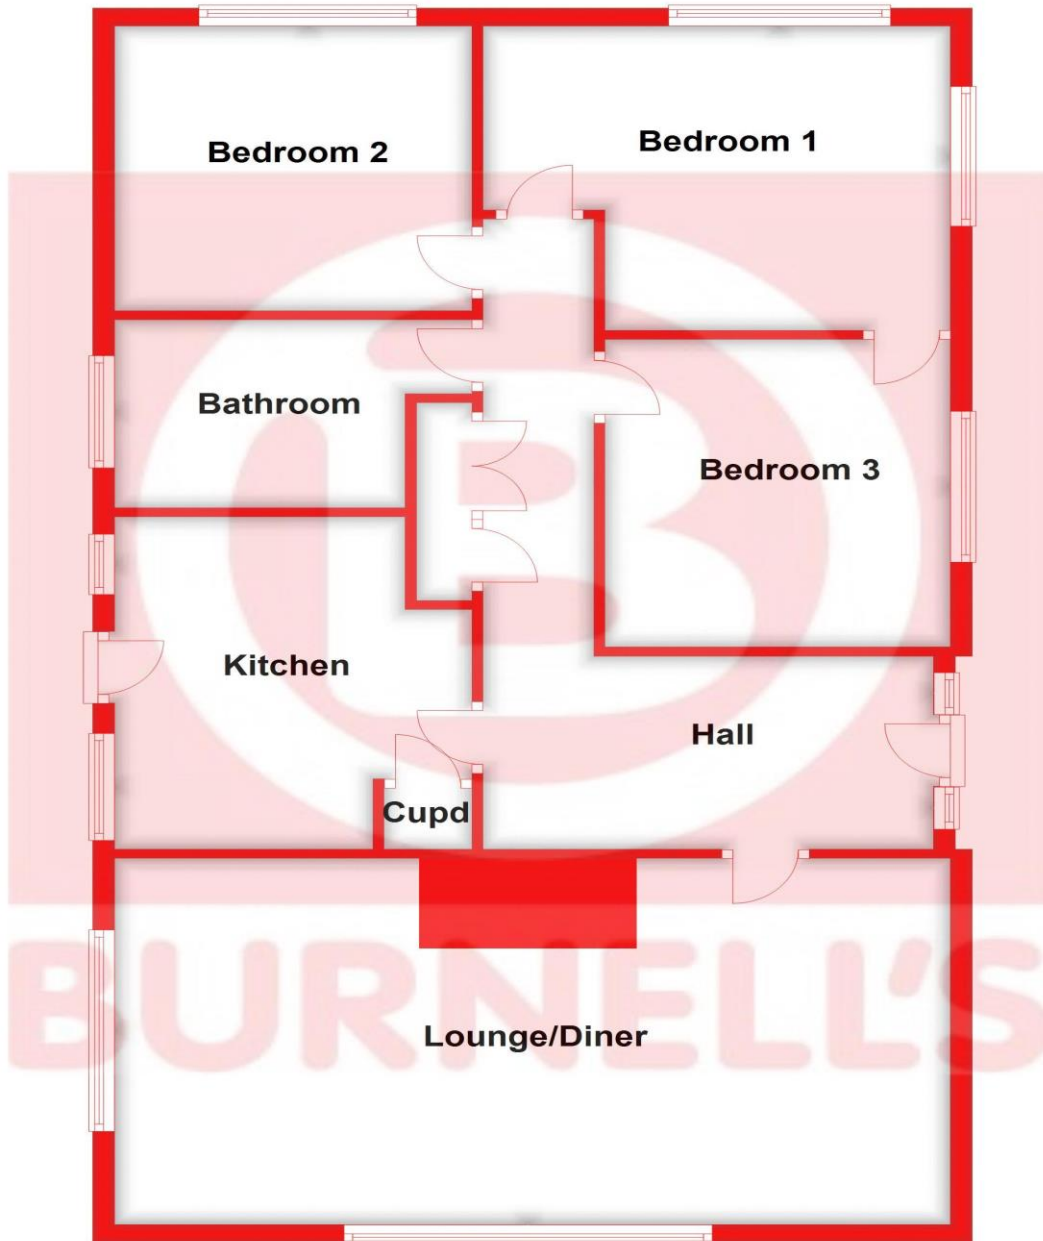 Bedroom 2
Bedroom 1
Bathroom
Bedroom 3
Kitchen
Hall
Cupd
Lounge/Diner
BURNELL'S